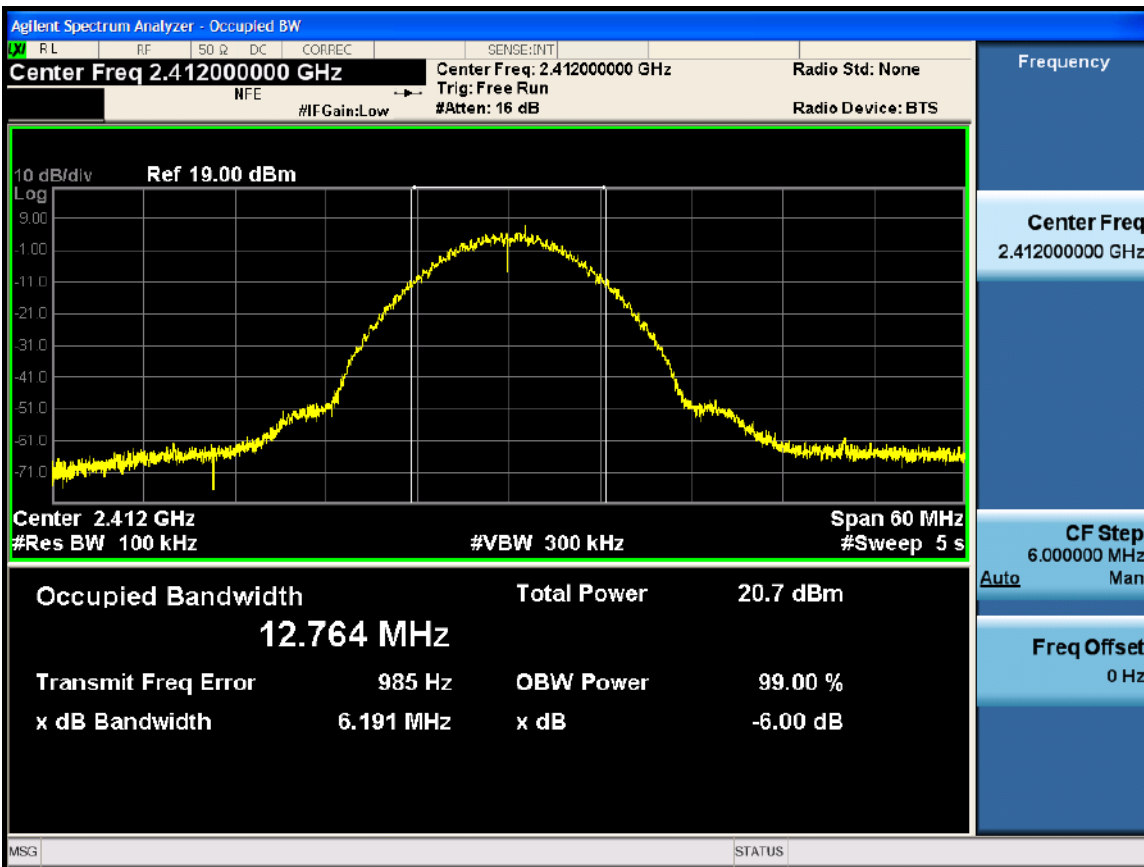 Agilent Spectrum Analyzer - Occupied BW
LXI RL RF 50 Ω DC CORREC SENSE:INT
Center Freq 2.412000000 GHz
NFE
#IFGain:Low
Center Freq: 2.412000000 GHz
Trig: Free Run
#Atten: 16 dB
Radio Std: None
Radio Device: BTS
10 dB/div Ref 19.00 dBm
Log
9.00
-1.00
-11.0
-21.0
-31.0
-41.0
-51.0
-61.0
-71.0
Center 2.412 GHz Span 60 MHz
#Res BW 100 kHz #VBW 300 kHz #Sweep 5 s
Occupied Bandwidth Total Power 20.7 dBm
12.764 MHz
Transmit Freq Error 985 Hz OBW Power 99.00 %
x dB Bandwidth 6.191 MHz x dB -6.00 dB
MSG STATUS
Frequency
Center Freq
2.412000000 GHz
CF Step
6.000000 MHz
Auto Man
Freq Offset
0 Hz